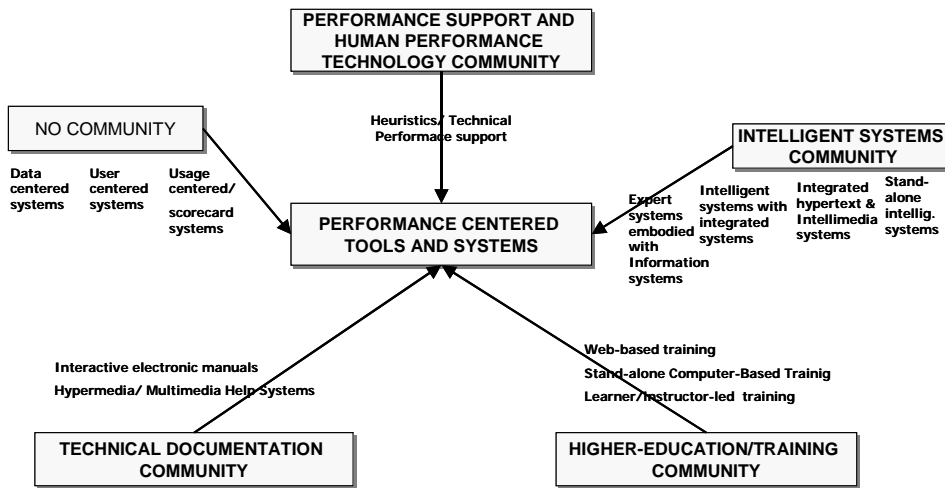 PERFORMANCE SUPPORT AND
HUMAN PERFORMANCE
TECHNOLOGY COMMUNITY
Heuristics/ Technical
Performace support
NO COMMUNITY
Data
centered
systems
User
centered
systems
Usage
centered/
scorecard
systems
INTELLIGENT SYSTEMS
COMMUNITY
Expert
systems
embodied
with
Information
systems
Intelligent
systems with
integrated
systems
Integrated
hypertext &
Intellimedia
systems
Stand-
alone
intellig.
systems
PERFORMANCE CENTERED
TOOLS AND SYSTEMS
Interactive electronic manuals
Hypermedia/ Multimedia Help Systems
Web-based training
Stand-alone Computer-Based Trainig
Learner/Instructor-led training
TECHNICAL DOCUMENTATION
COMMUNITY
HIGHER-EDUCATION/TRAINING
COMMUNITY